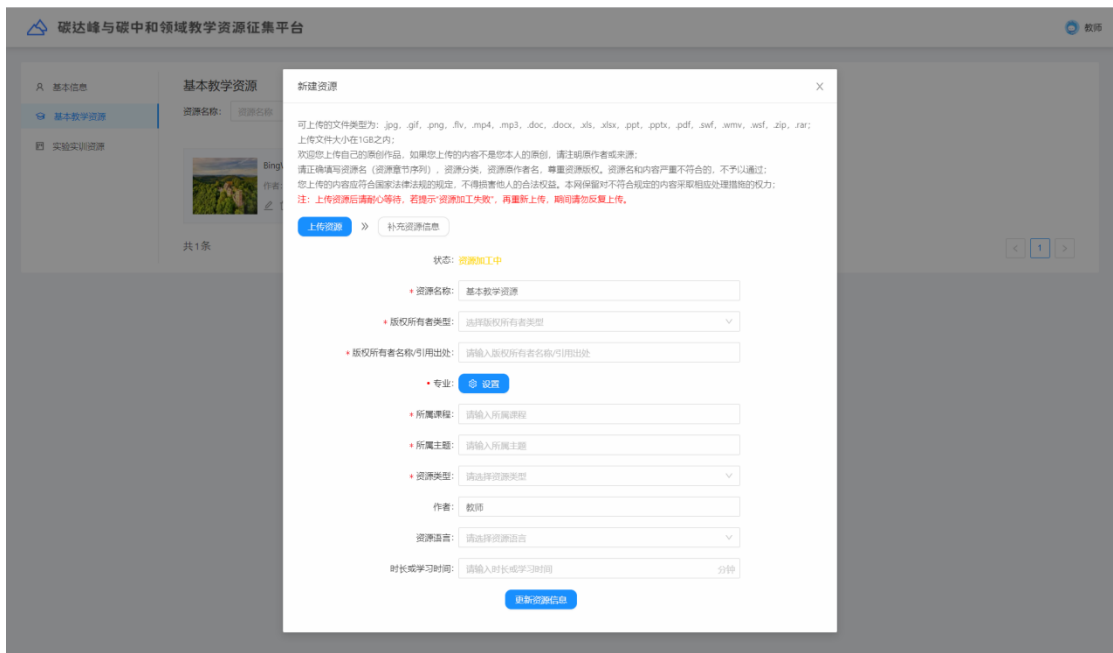 碳达峰与碳中和领域教学资源征集平台
教师
基本信息
基本教学资源
实验实训资源
基本教学资源
资源名称: 资源名称
Bing
作者:
共1条
< 1 >
新建资源
可上传的文件类型为: .jpg, .gif, .png, .flv, .mp4, .mp3, .doc, .docx, .xls, .xlsx, .ppt, .pptx, .pdf, .swf, .wmv, .wsf, .zip, .rar;
上传文件大小在1GB之内;
欢迎您上传自己的原创作品, 如果您上传的内容不是您本人的原创, 请注明原作者或来源;
请正确填写资源名 (资源章节序列) , 资源分类, 资源原作者名, 尊重资源版权。资源名和内容严重不符合的, 不予以通过;
您上传的内容应符合国家法律法规的规定, 不得损害他人的合法权益。本网保留对不符合规定的内容采取相应处理措施的权力;
注: 上传资源后请耐心等待, 若提示"资源加工失败", 再重新上传, 期间请勿反复上传。
上传资源 » 补充资源信息
状态: 资源加工中
* 资源名称: 基本教学资源
* 版权所有者类型: 选择版权所有者类型
* 版权所有者名称/引用出处: 请输入版权所有者名称/引用出处
* 专业: 设置
* 所属课程: 请输入所属课程
* 所属主题: 请输入所属主题
* 资源类型: 请选择资源类型
作者: 教师
资源语言: 请选择资源语言
时长或学习时间: 请输入时长或学习时间 分钟
更新资源信息